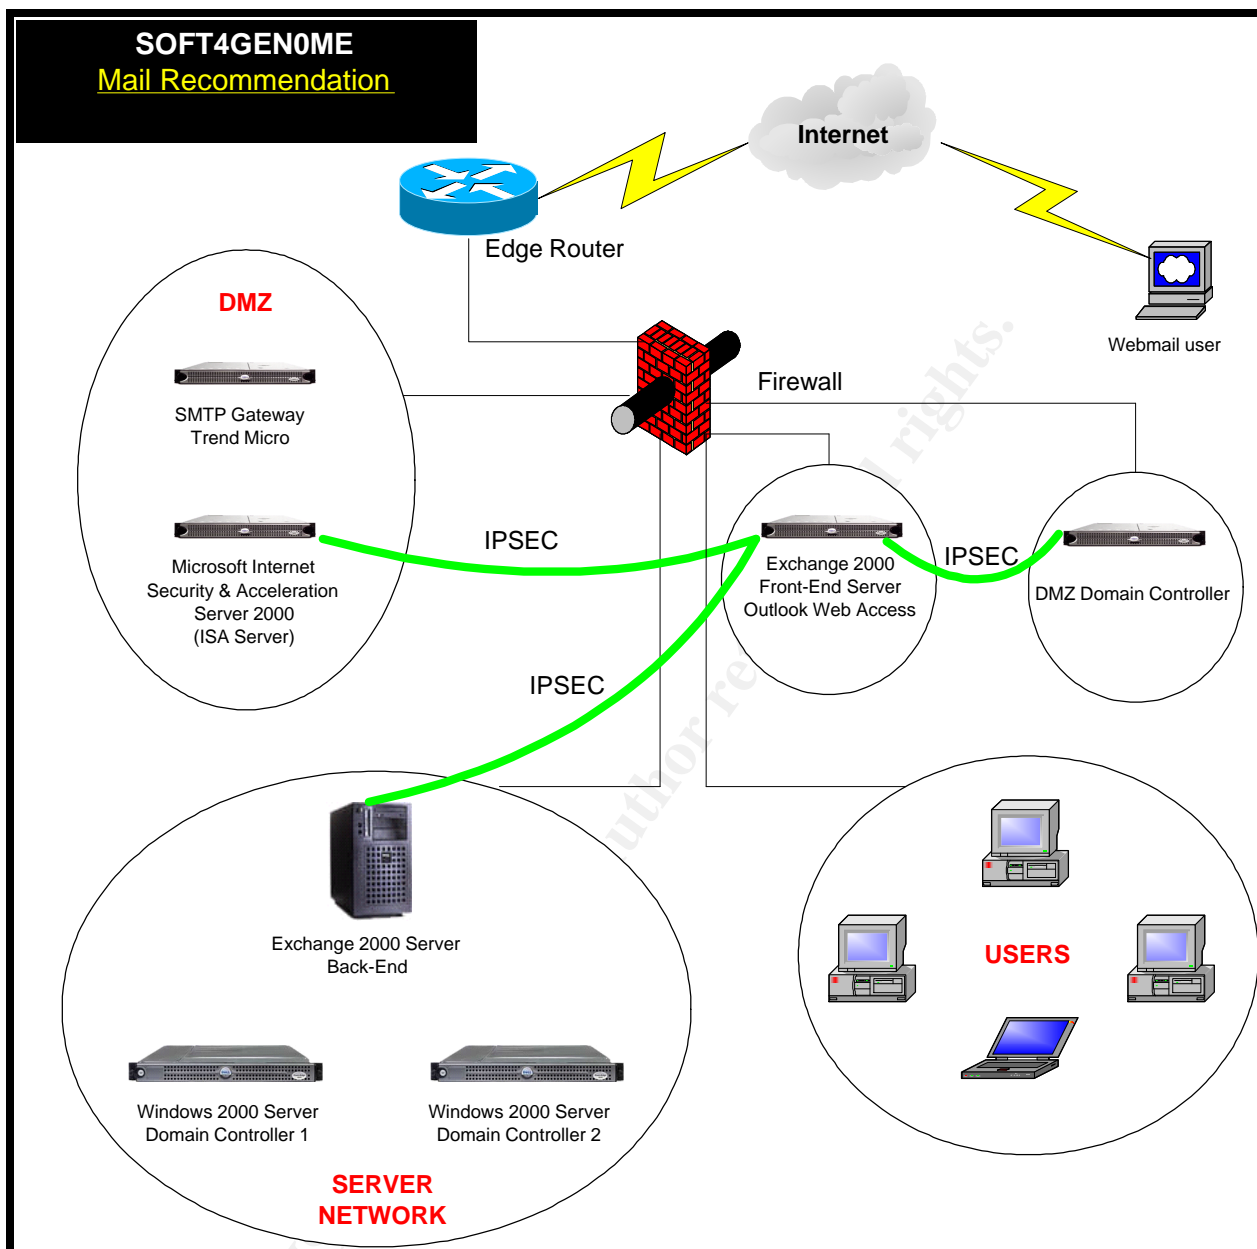 SOFT4GEN0ME
Mail Recommendation
Internet
Edge Router
Webmail user
DMZ
SMTP Gateway
Trend Micro
Firewall
Microsoft Internet
Security & Acceleration
Server 2000
(ISA Server)
IPSEC
Exchange 2000
Front-End Server
Outlook Web Access
IPSEC
DMZ Domain Controller
IPSEC
Exchange 2000 Server
Back-End
USERS
Windows 2000 Server
Domain Controller 1
Windows 2000 Server
Domain Controller 2
SERVER
NETWORK
rights.